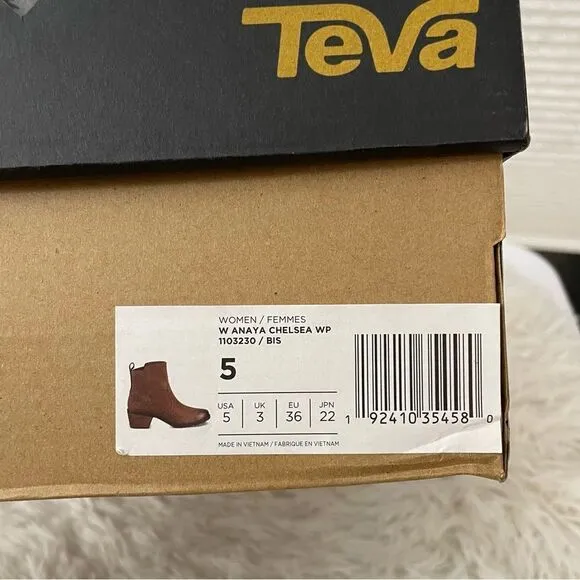 Teva
WOMEN / FEMMES
W ANAYA CHELSEA WP
1103230 / BIS
5
USA UK EU JPN
5 3 36 22
1 92410 35458 0
MADE IN VIETNAM / FABRIQUE EN VIETNAM